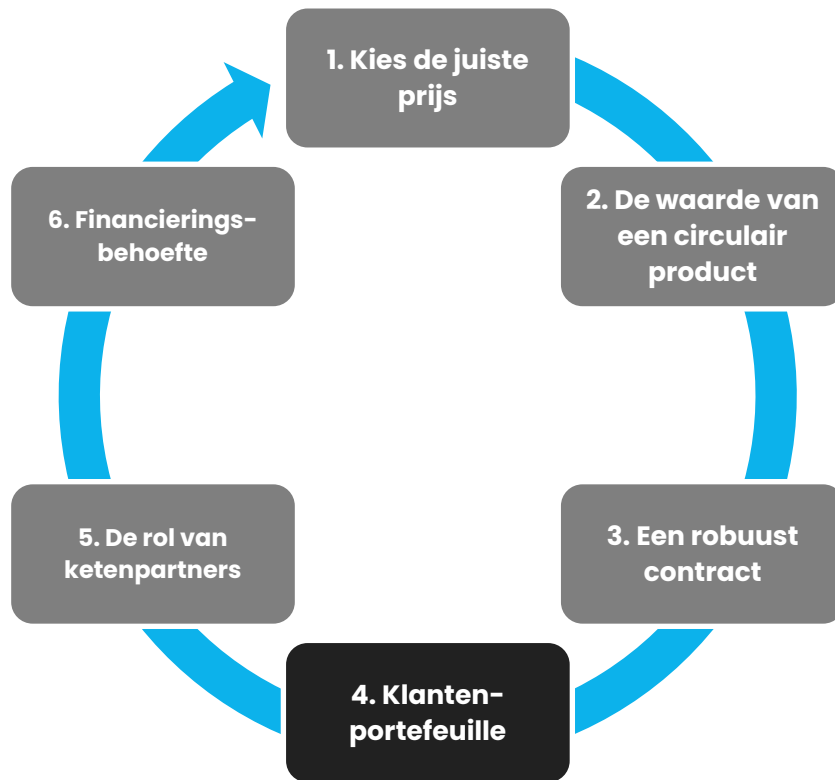 1. Kies de juiste
prijs
2. De waarde van
een circulair
product
3. Een robuust
contract
4. Klanten-
portefeuille
5. De rol van
ketenpartners
6. Financierings-
behoefte